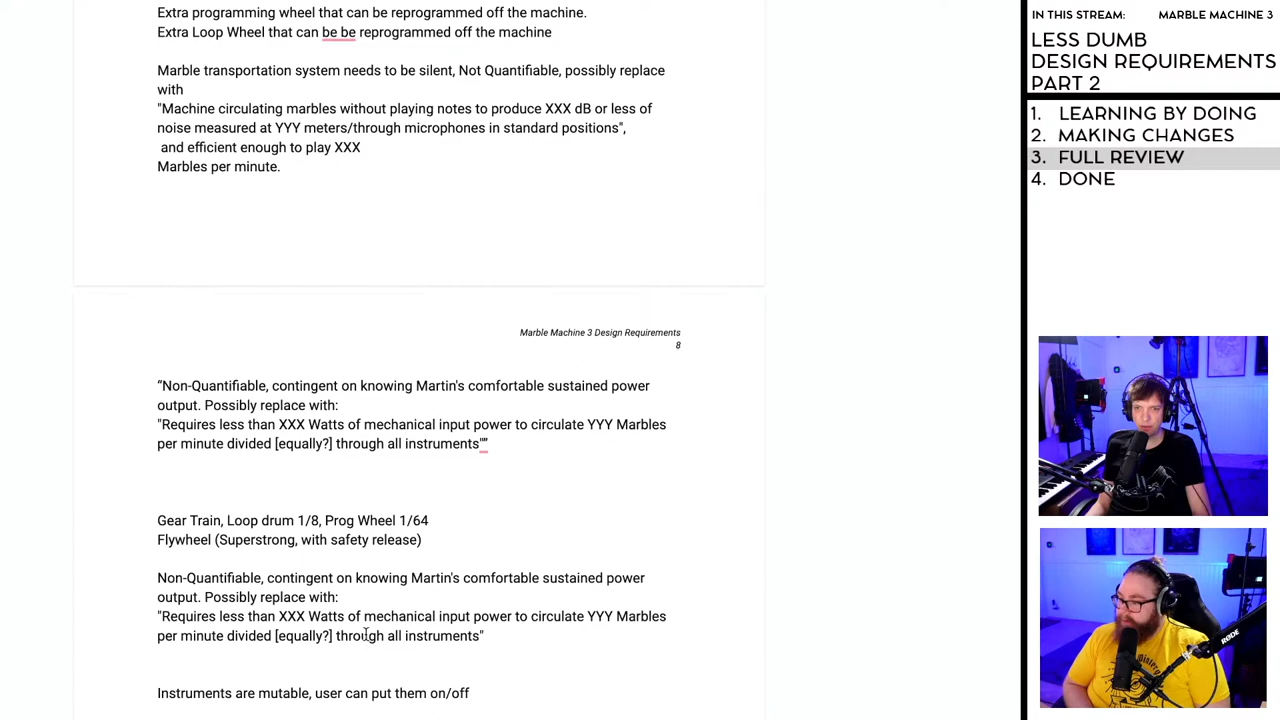 Extra programming wheel that can be reprogrammed off the machine.
Extra Loop Wheel that can be be reprogrammed off the machine
Marble transportation system needs to be silent, Not Quantifiable, possibly replace
with
"Machine circulating marbles without playing notes to produce XXX dB or less of
noise measured at YYY meters/through microphones in standard positions",
and efficient enough to play XXX
Marbles per minute.
Marble Machine 3 Design Requirements
8
“Non-Quantifiable, contingent on knowing Martin's comfortable sustained power
output. Possibly replace with:
"Requires less than XXX Watts of mechanical input power to circulate YYY Marbles
per minute divided [equally?] through all instruments"”
Gear Train, Loop drum 1/8, Prog Wheel 1/64
Flywheel (Superstrong, with safety release)
Non-Quantifiable, contingent on knowing Martin's comfortable sustained power
output. Possibly replace with:
"Requires less than XXX Watts of mechanical input power to circulate YYY Marbles
per minute divided [equally?] through all instruments"
Instruments are mutable, user can put them on/off
IN THIS STREAM: MARBLE MACHINE 3
LESS DUMB
DESIGN REQUIREMENTS
PART 2
1. LEARNING BY DOING
2. MAKING CHANGES
3. FULL REVIEW
4. DONE
RØDE